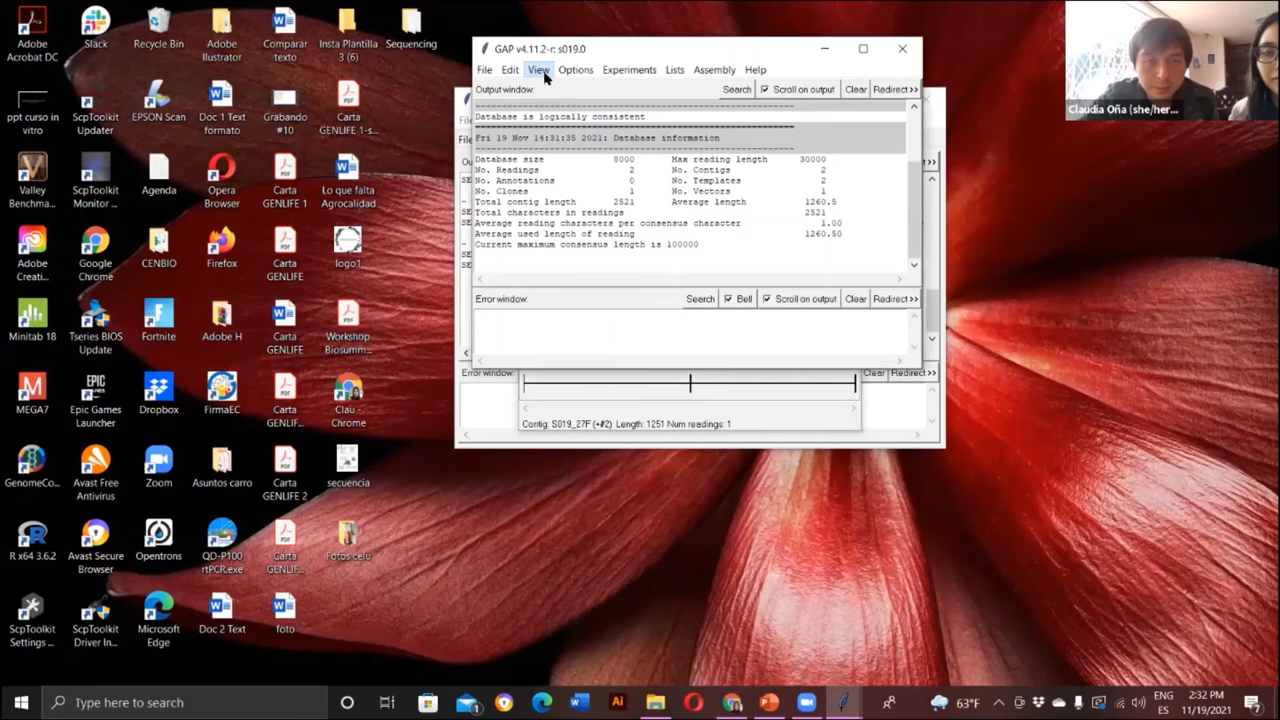 Adobe
Acrobat DC
Slack
Recycle Bin
Adobe
Ilustrator
Comparar
texto
Insta Plantilla
3 (6)
Sequencing
ppt curso in
vitro
ScpToolkit
Updater
EPSON Scan
Doc 1 Text
formato
Grabando
#10
Carta
GENLIFE 1-s...
Valley
Benchma...
ScpToolkit
Monitor ...
Agenda
Opera
Browser
Carta
GENLIFE 1
Lo que falta
Agrocalidad
Adobe
Creati...
Google
Chrome
CENBIO
Firefox
Carta
GENLIFE
logo1
Minitab 18
Tseries BIOS
Update
Fortnite
Adobe H
Carta
GENLIFE
Workshop
Biosumm...
MEGA7
Epic Games
Launcher
Dropbox
FirmaEC
Carta
GENLIF...
Clau -
Chrome
GenomeCo...
Avast Free
Antivirus
Zoom
Asuntos carro
Carta
GENLIFE 2
secuencia
R x64 3.6.2
Avast Secure
Browser
Opentrons
QD-P100
rtPCR.exe
Carta
GENLIF...
Fotos celu
ScpToolkit
Settings ...
ScpToolkit
Driver In...
Microsoft
Edge
Doc 2 Text
foto
GAP v4.11.2-r: s019.0
File Edit View Options Experiments Lists Assembly Help
Output window: Search Scroll on output Clear Redirect >>
Database is logically consistent
Fri 19 Nov 14:31:35 2021: Database information
Database size 8000 Max reading length 30000
No. Readings 2 No. Contigs 2
No. Annotations 0 No. Templates 2
No. Clones 1 No. Vectors 1
Total contig length 2521 Average length 1260.5
Total characters in readings 2521
Average reading characters per consensus character 1.00
Average used length of reading 1260.50
Current maximum consensus length is 100000
Error window: Search Bell Scroll on output Clear Redirect >>
Error window: Clear Redirect >>
Contig: S019_27F (+#2) Length: 1251 Num readings: 1
Claudia Oña (she/her...
Type here to search
63°F
ENG
ES
2:32 PM
11/19/2021